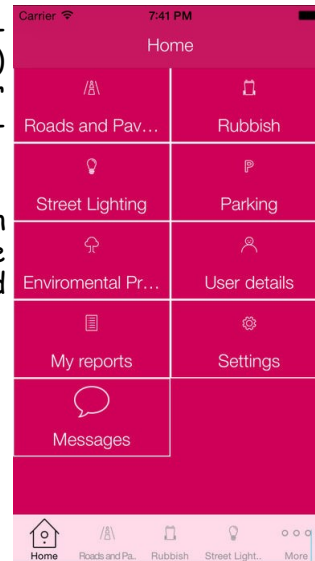 Carrier 7:41 PM
Home
Roads and Pav...
Rubbish
Street Lighting
P
Parking
Enviromental Pr...
User details
My reports
Settings
Messages
Home Roads and Pa.. Rubbish Street Light.. More